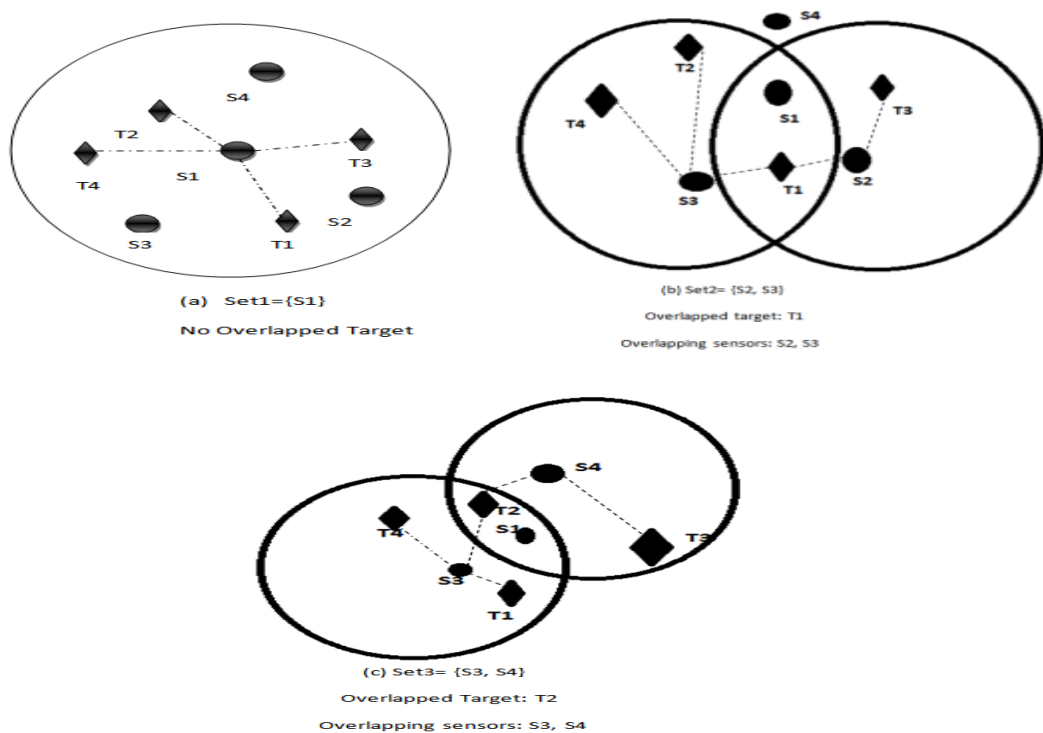 S4
T2
T3
T4
S1
S2
S3
T1
(a) Set1={S1}
No Overlapped Target
S4
T2
T3
T4
S1
S2
S3
T1
(b) Set2= {S2, S3}
Overlapped target: T1
Overlapping sensors: S2, S3
S4
T2
T4
S1
T3
S3
T1
(c) Set3= {S3, S4}
Overlapped Target: T2
Overlapping sensors: S3, S4